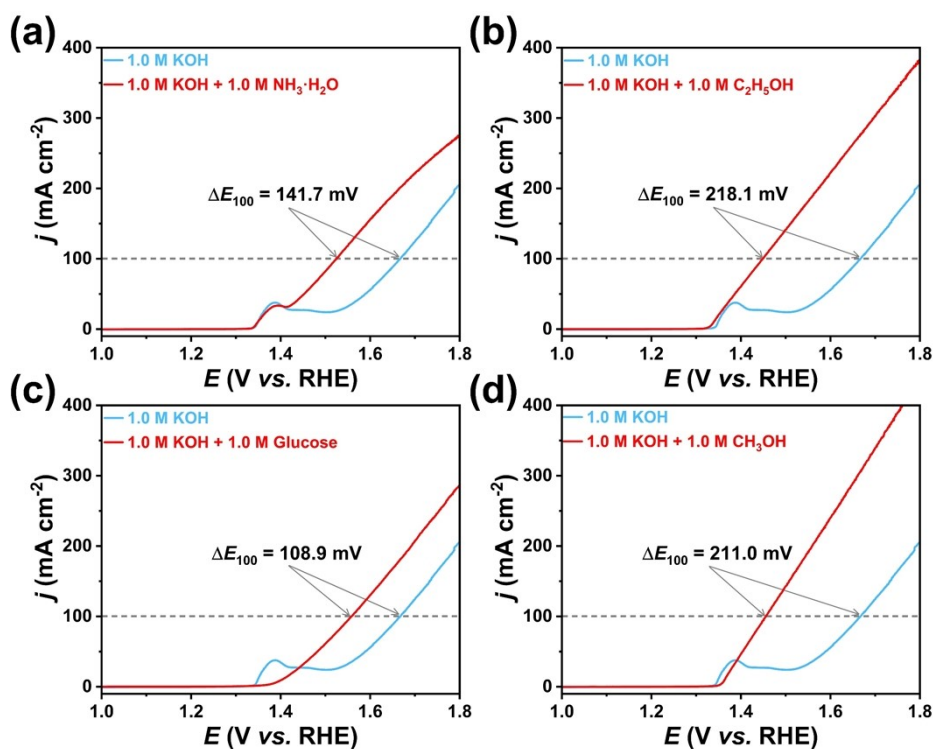 (a)
400
300
200
100
0
j (mA cm⁻²)
1.0 M KOH
1.0 M KOH + 1.0 M NH₃·H₂O
ΔE₁₀₀ = 141.7 mV
1.0 1.2 1.4 1.6 1.8
E (V vs. RHE)
(b)
400
300
200
100
0
j (mA cm⁻²)
1.0 M KOH
1.0 M KOH + 1.0 M C₂H₅OH
ΔE₁₀₀ = 218.1 mV
1.0 1.2 1.4 1.6 1.8
E (V vs. RHE)
(c)
400
300
200
100
0
j (mA cm⁻²)
1.0 M KOH
1.0 M KOH + 1.0 M Glucose
ΔE₁₀₀ = 108.9 mV
1.0 1.2 1.4 1.6 1.8
E (V vs. RHE)
(d)
400
300
200
100
0
j (mA cm⁻²)
1.0 M KOH
1.0 M KOH + 1.0 M CH₃OH
ΔE₁₀₀ = 211.0 mV
1.0 1.2 1.4 1.6 1.8
E (V vs. RHE)